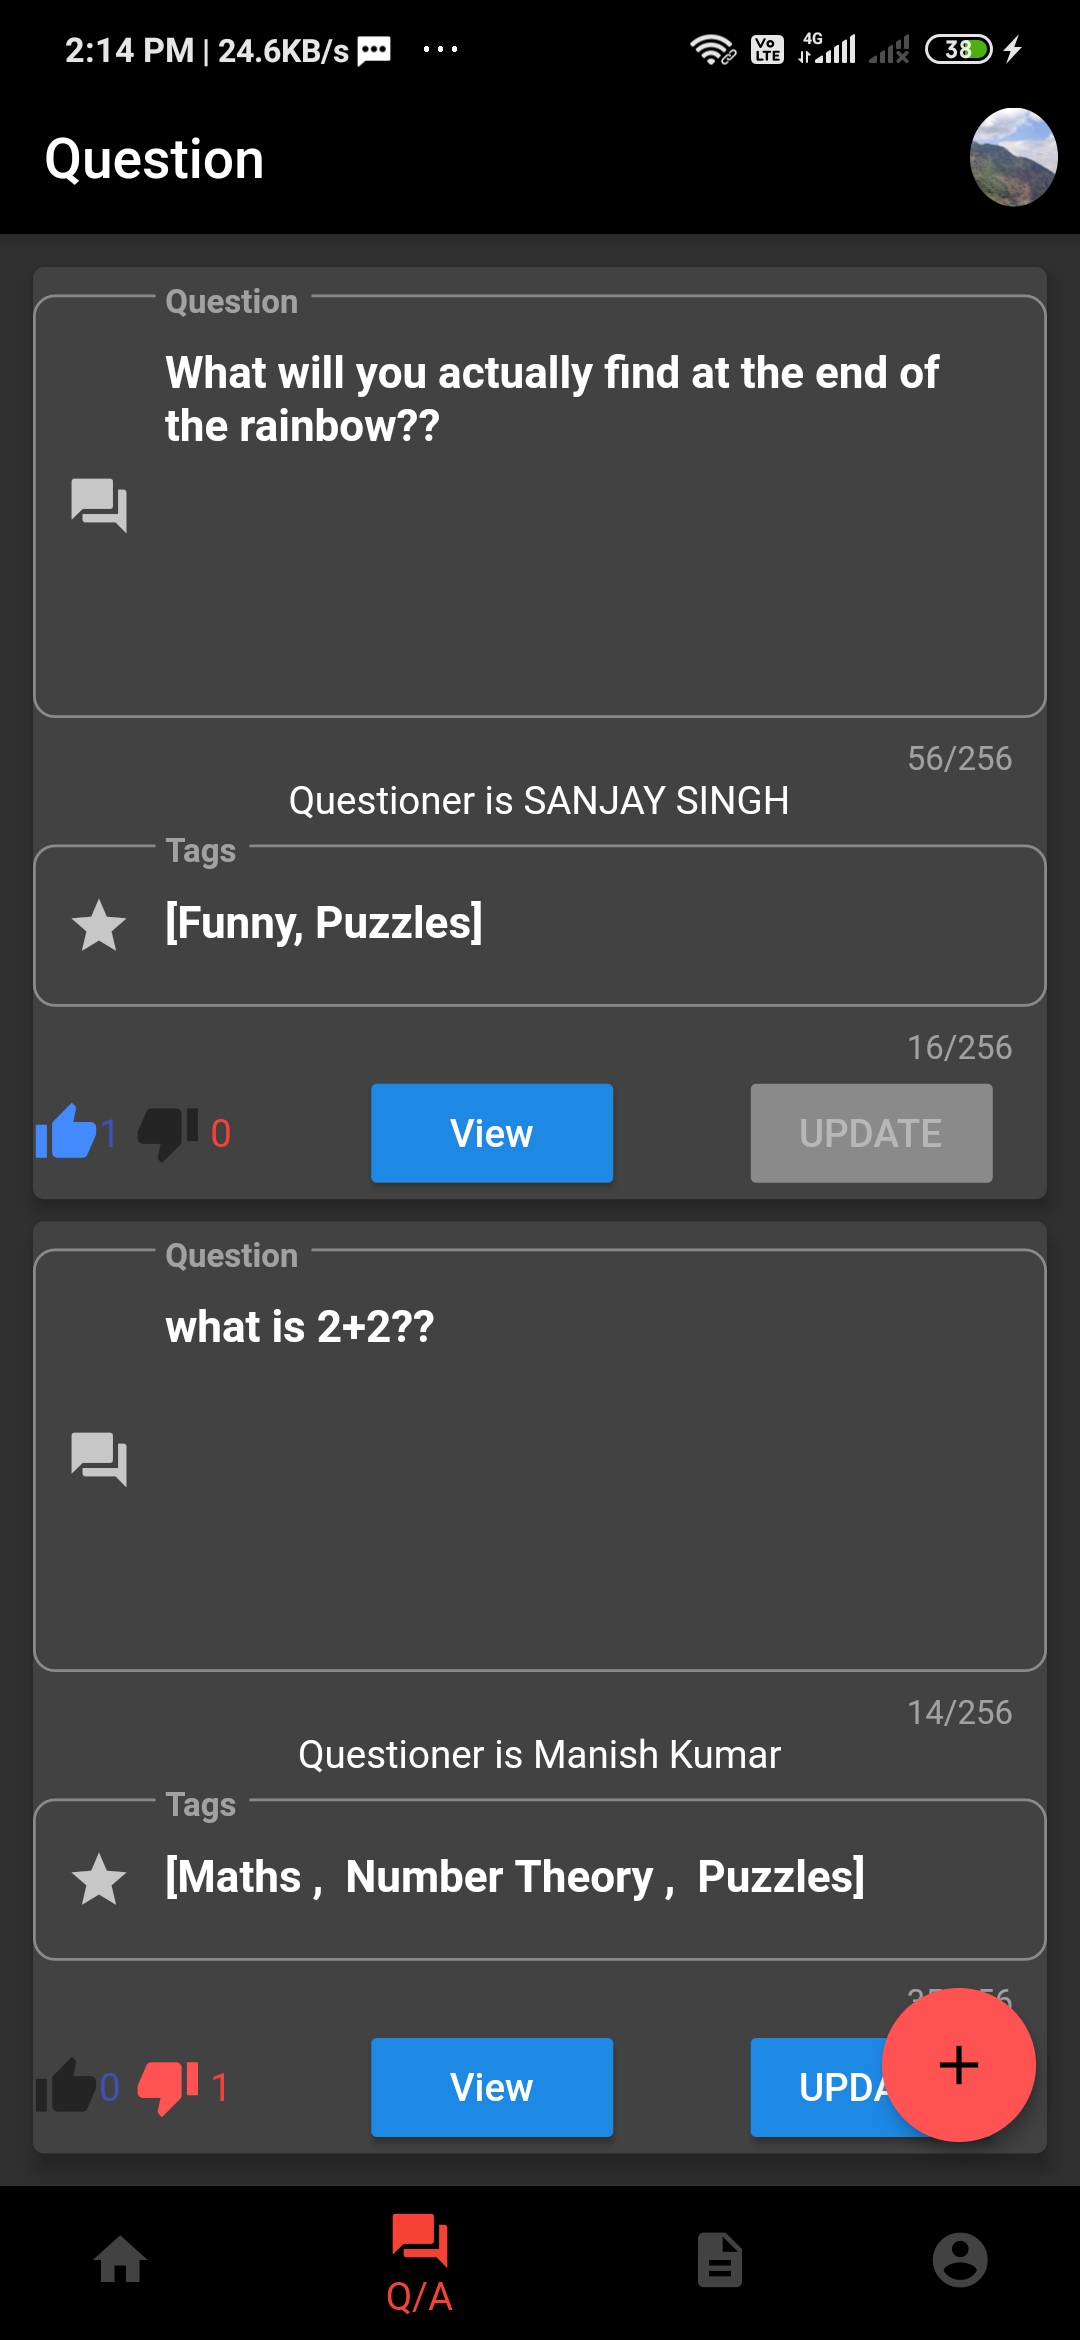 2:14 PM | 24.6KB/s
Vo LTE 4G 38
Question
Question
What will you actually find at the end of
the rainbow??
56/256
Questioner is SANJAY SINGH
Tags
[Funny, Puzzles]
16/256
1 0 View UPDATE
Question
what is 2+2??
14/256
Questioner is Manish Kumar
Tags
[Maths ,  Number Theory ,  Puzzles]
0 1 View
Q/A